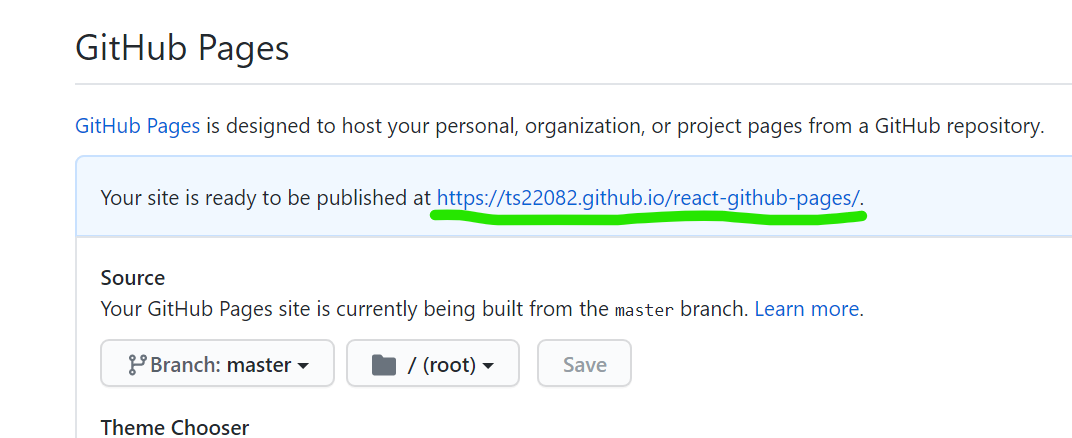 GitHub Pages
GitHub Pages is designed to host your personal, organization, or project pages from a GitHub repository.
Your site is ready to be published at https://ts22082.github.io/react-github-pages/.
Source
Your GitHub Pages site is currently being built from the master branch. Learn more.
Branch: master / (root) Save
Theme Chooser